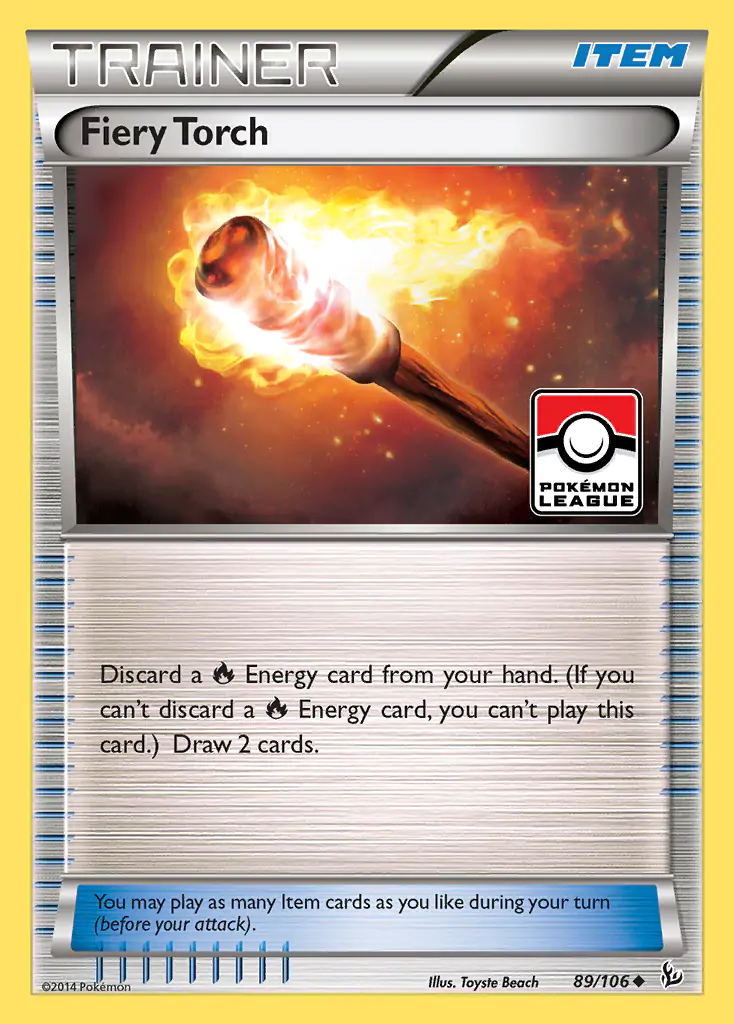 TRAINER
ITEM
Fiery Torch
POKÉMON
LEAGUE
Discard a Energy card from your hand. (If you
can't discard a Energy card, you can't play this
card.) Draw 2 cards.
You may play as many Item cards as you like during your turn
(before your attack).
©2014 Pokémon
Illus. Toyste Beach
89/106